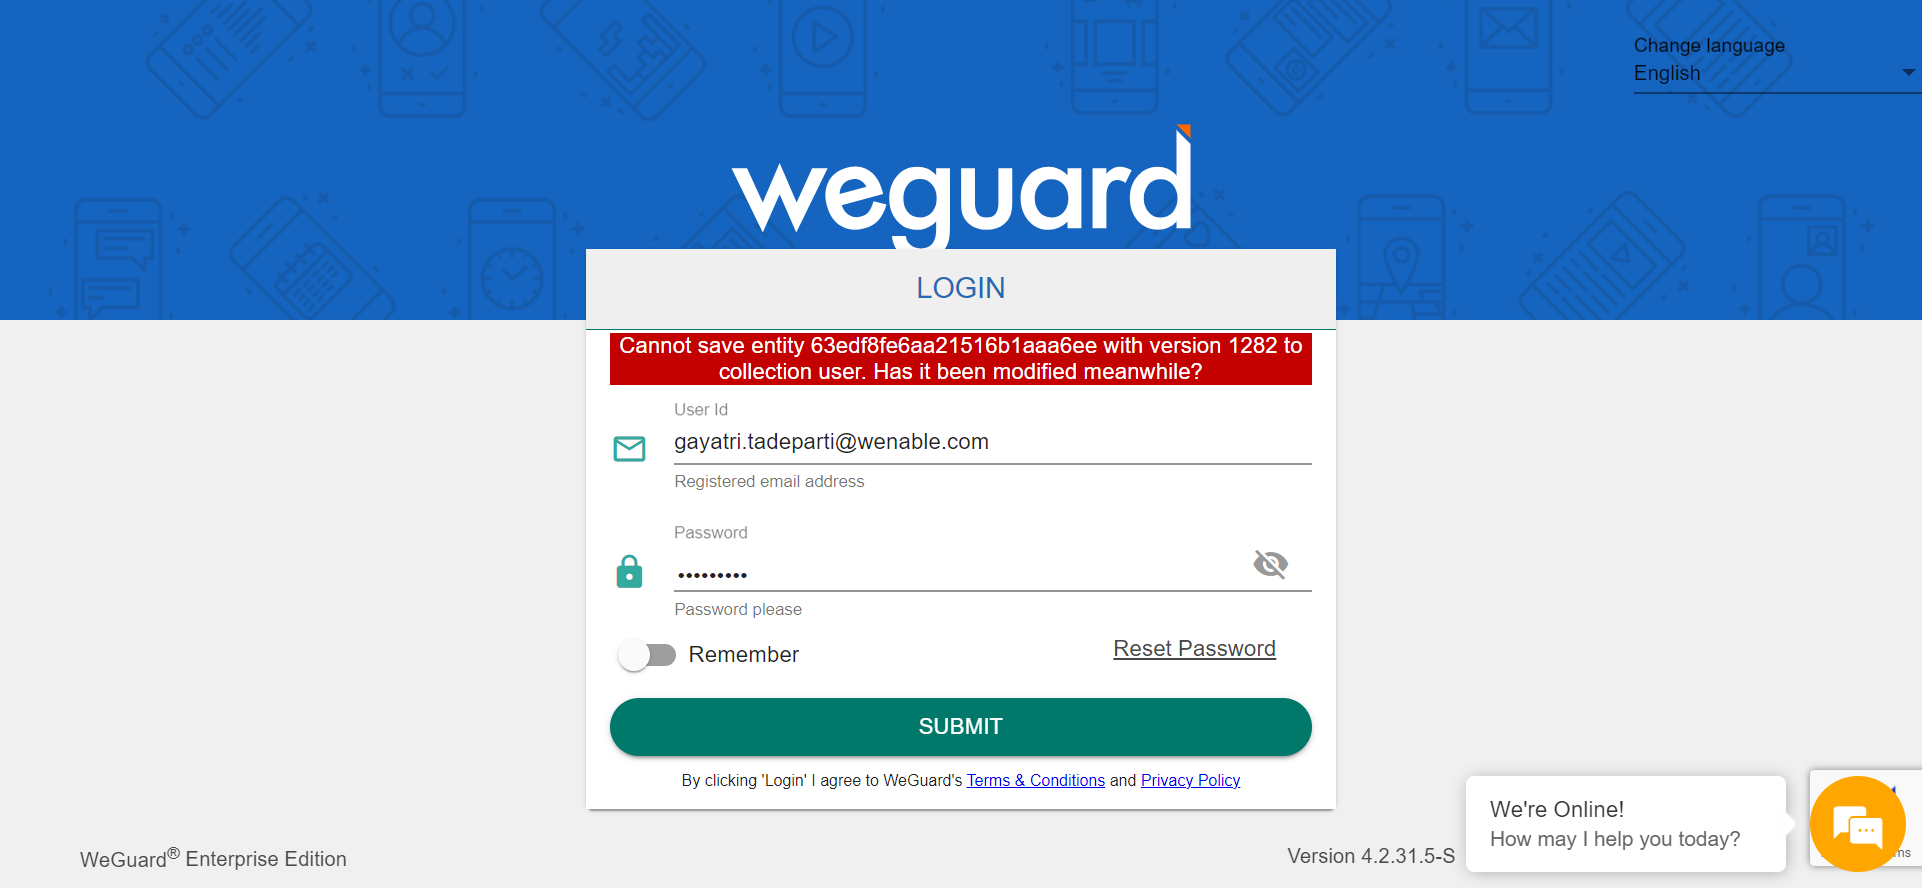 Change language
English
weguard
LOGIN
Cannot save entity 63edf8fe6aa21516b1aaa6ee with version 1282 to
collection user. Has it been modified meanwhile?
User Id
gayatri.tadeparti@wenable.com
Registered email address
Password
•••••••••
Password please
Remember
Reset Password
SUBMIT
By clicking 'Login' I agree to WeGuard's Terms & Conditions and Privacy Policy
We're Online!
How may I help you today?
WeGuard® Enterprise Edition
Version 4.2.31.5-S